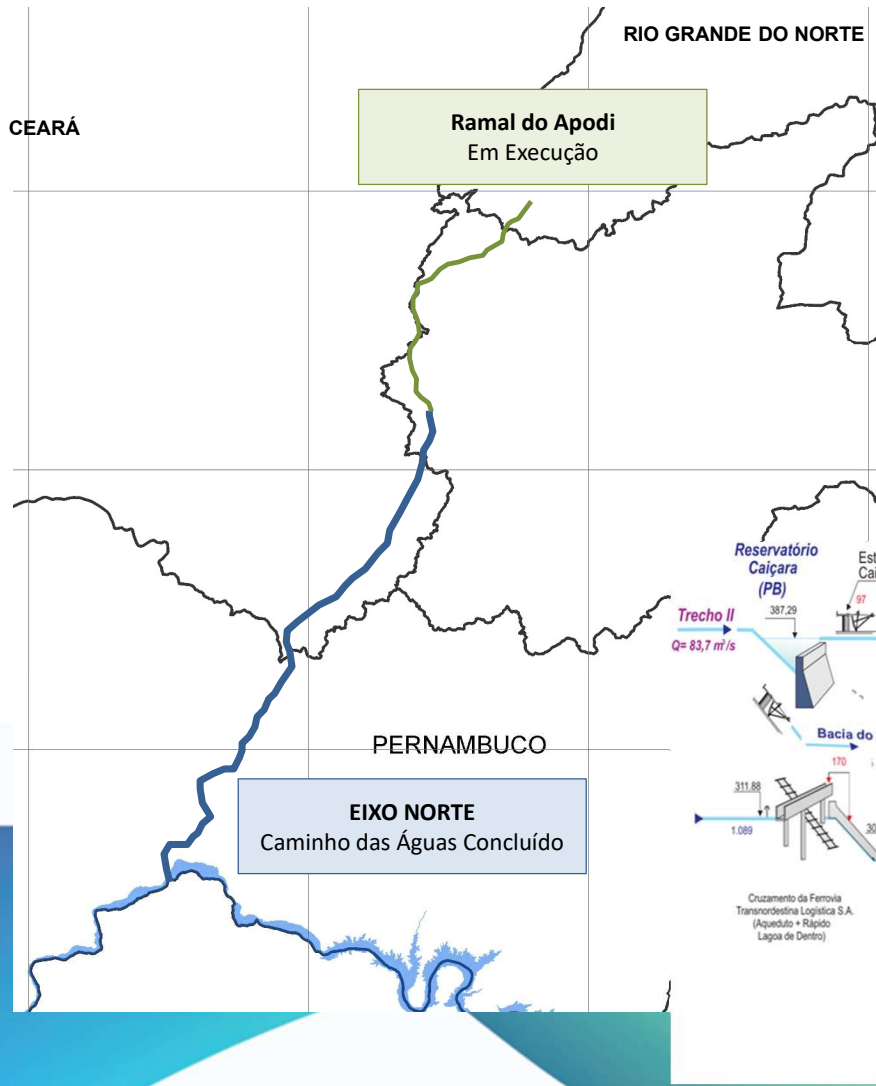 RIO GRANDE DO NORTE
CEARÁ
Ramal do Apodi
Em Execução
PERNAMBUCO
EIXO NORTE
Caminho das Águas Concluído
Reservatório
Caiçara
(PB)
387,29
97
Trecho II
Q= 83,7 m³/s
Bacia do
170
311.88
1.089
Cruzamento da Ferrovia
Transnordestina Logística S.A.
(Aqueduto + Rápido
Lagoa de Dentro)